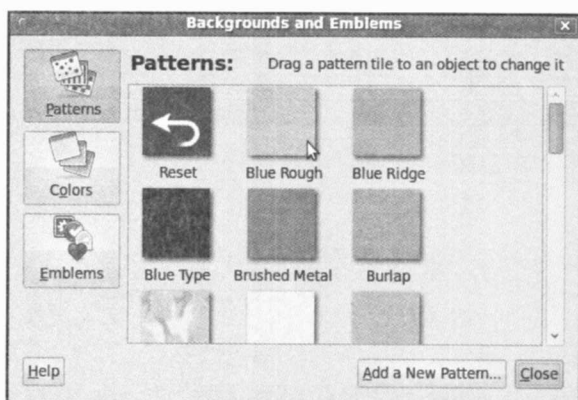 Backgrounds and Emblems
Patterns: Drag a pattern tile to an object to change it
Patterns
Colors
Emblems
Reset Blue Rough Blue Ridge
Blue Type Brushed Metal Burlap
Help Add a New Pattern... Close